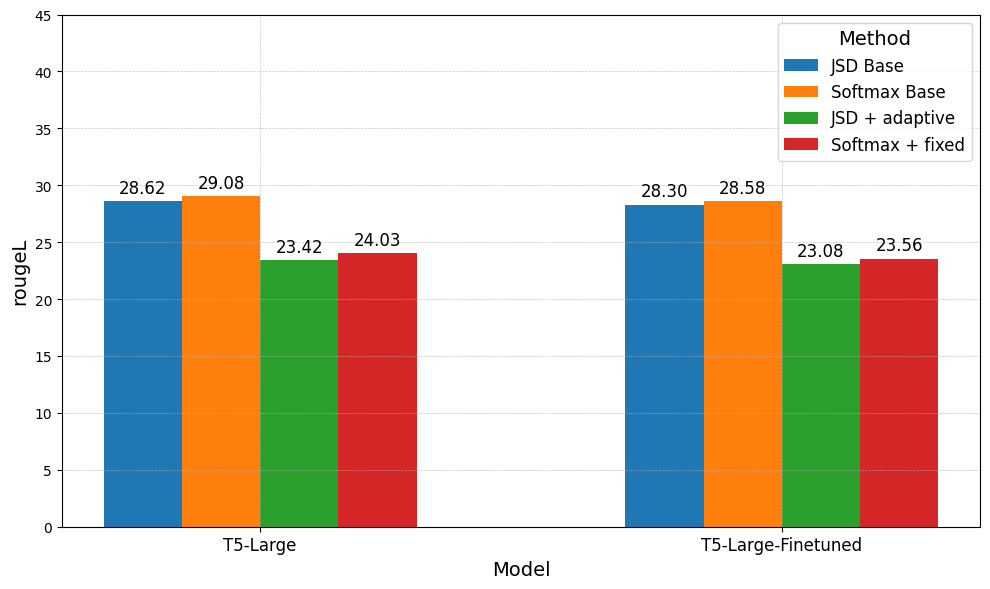 45
40
35
30
25
20
15
10
5
0
rougeL
Method
JSD Base
Softmax Base
JSD + adaptive
Softmax + fixed
28.62
29.08
23.42
24.03
28.30
28.58
23.08
23.56
T5-Large
T5-Large-Finetuned
Model